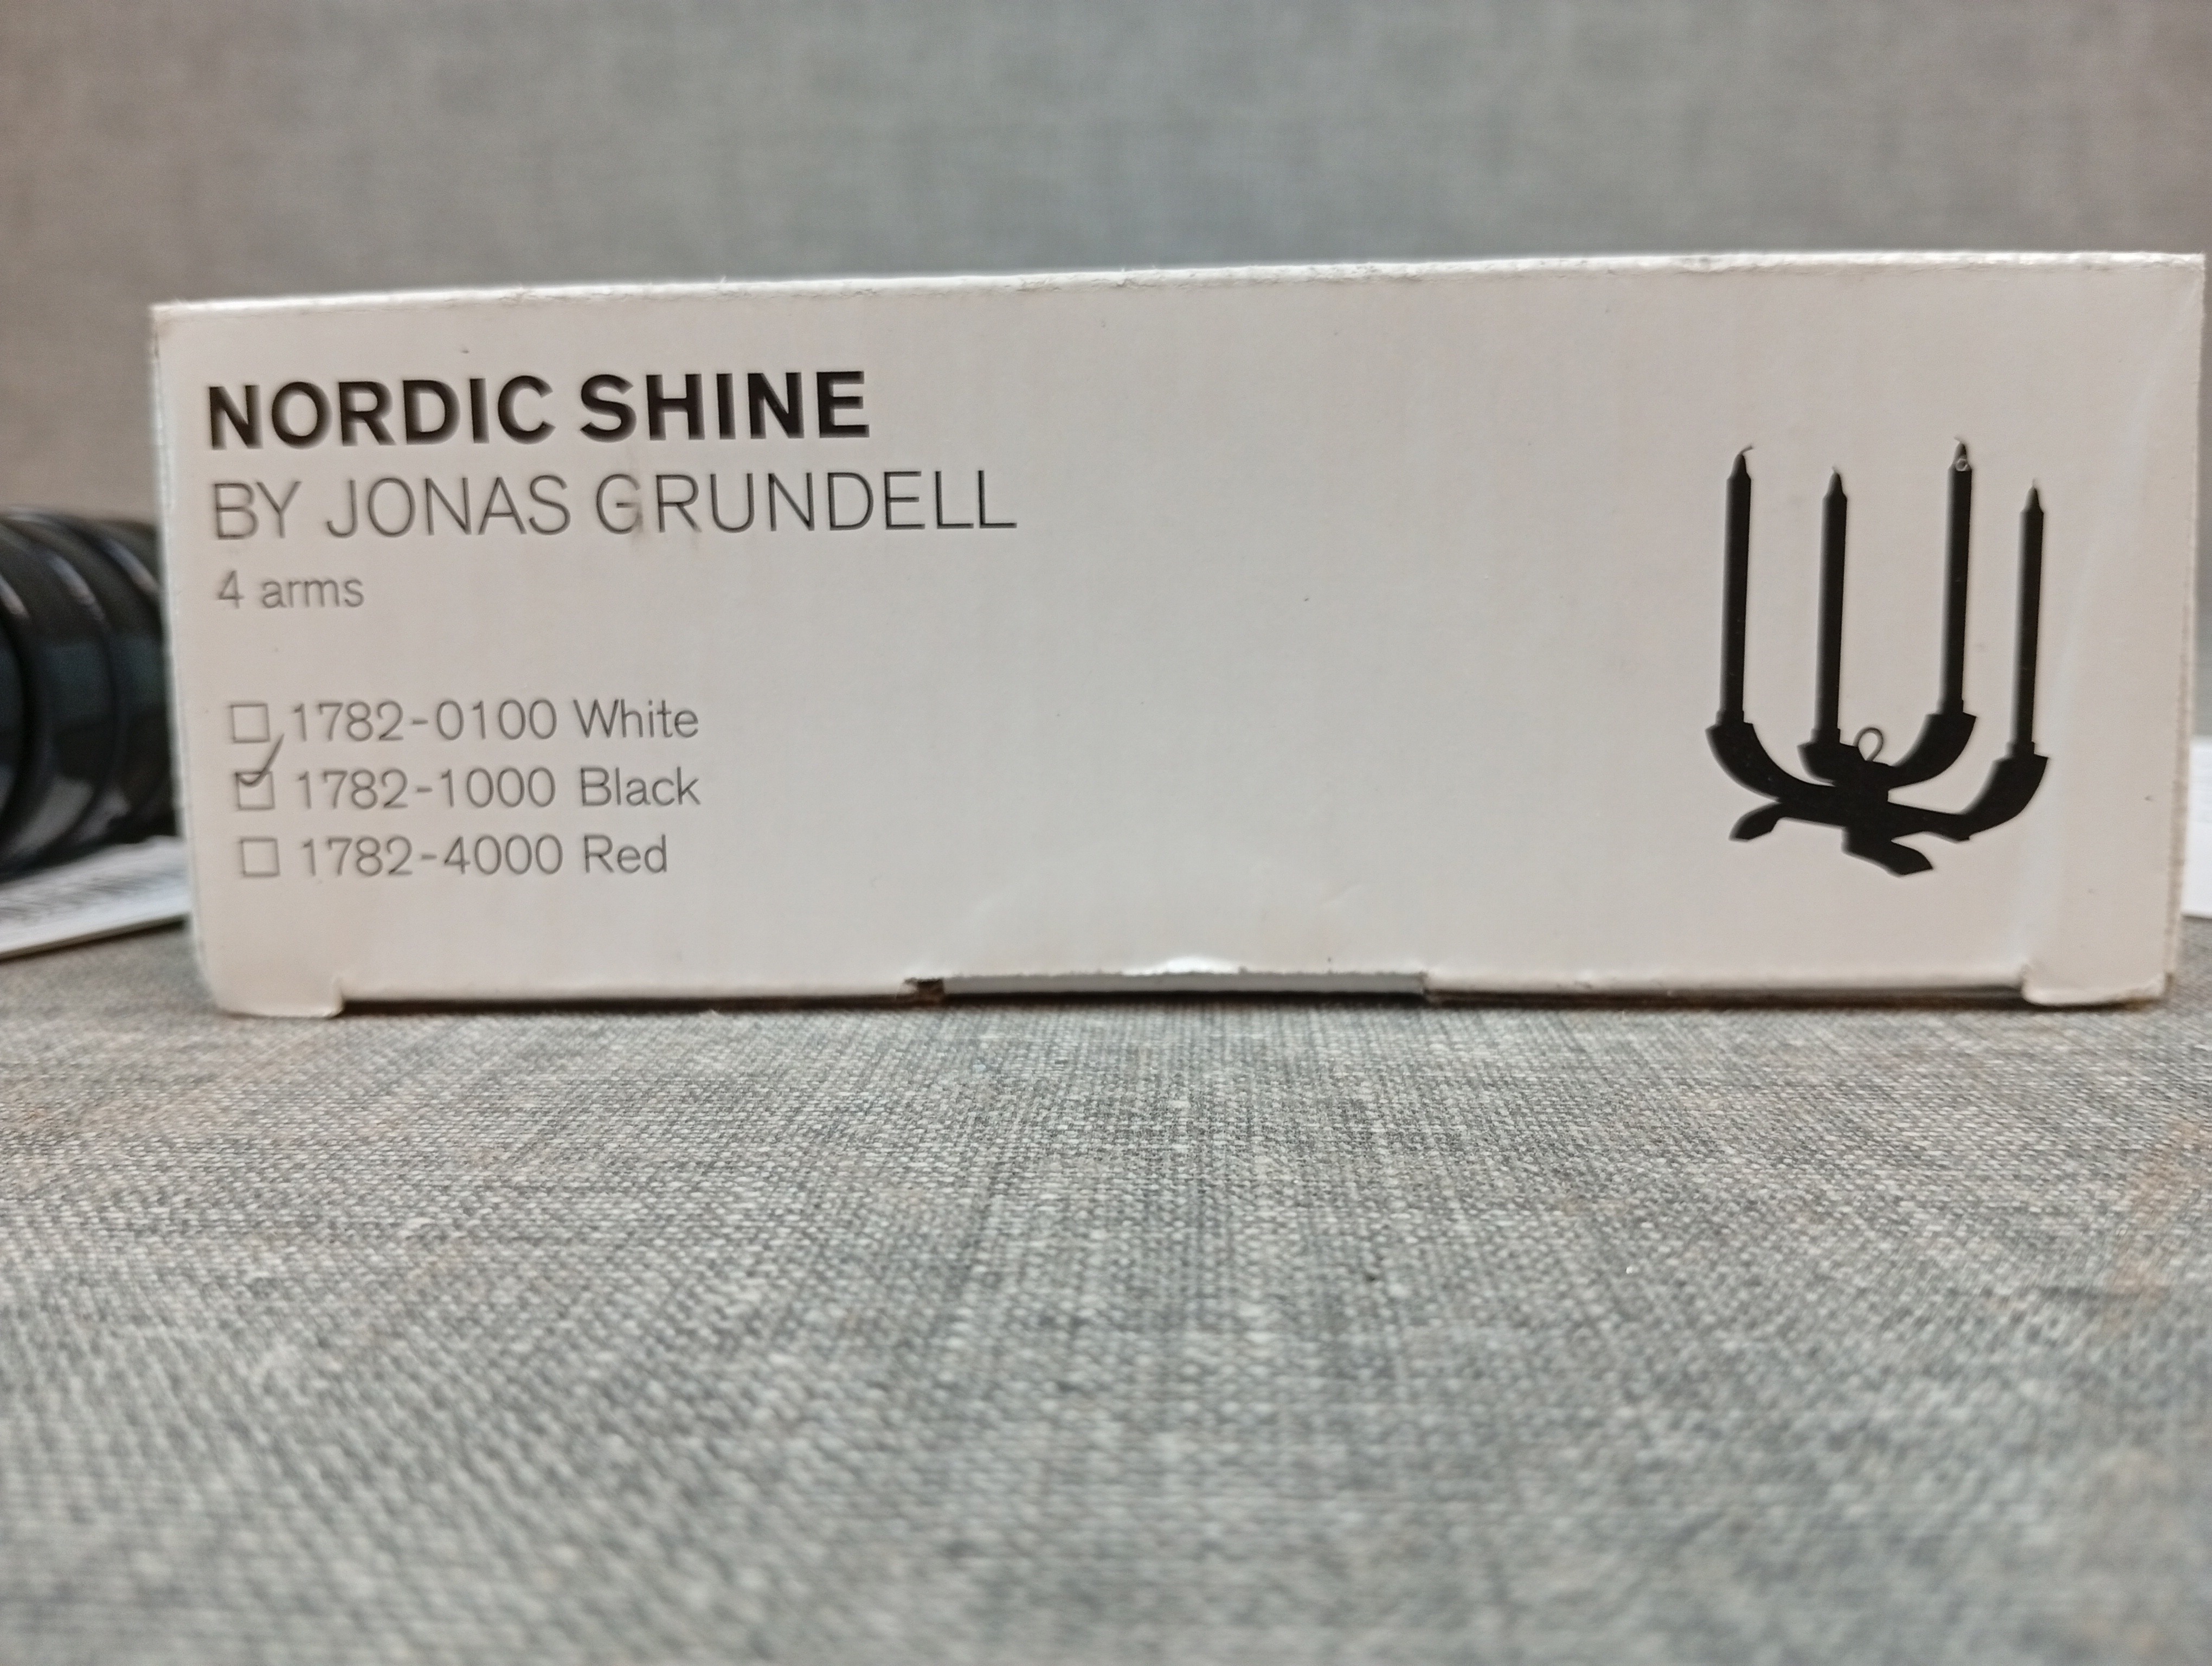 NORDIC SHINE
BY JONAS GRUNDELL
4 arms
☐ 1782-0100 White
☑ 1782-1000 Black
☐ 1782-4000 Red